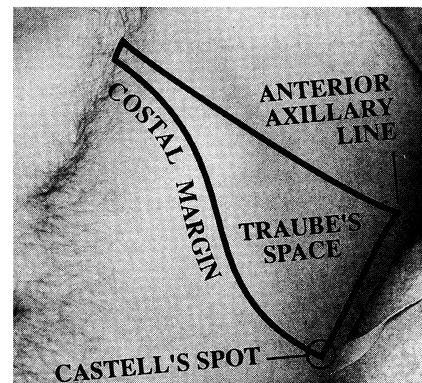 ANTERIOR
AXILLARY
LINE
COSTAL MARGIN
TRAUBE'S
SPACE
CASTELL'S SPOT